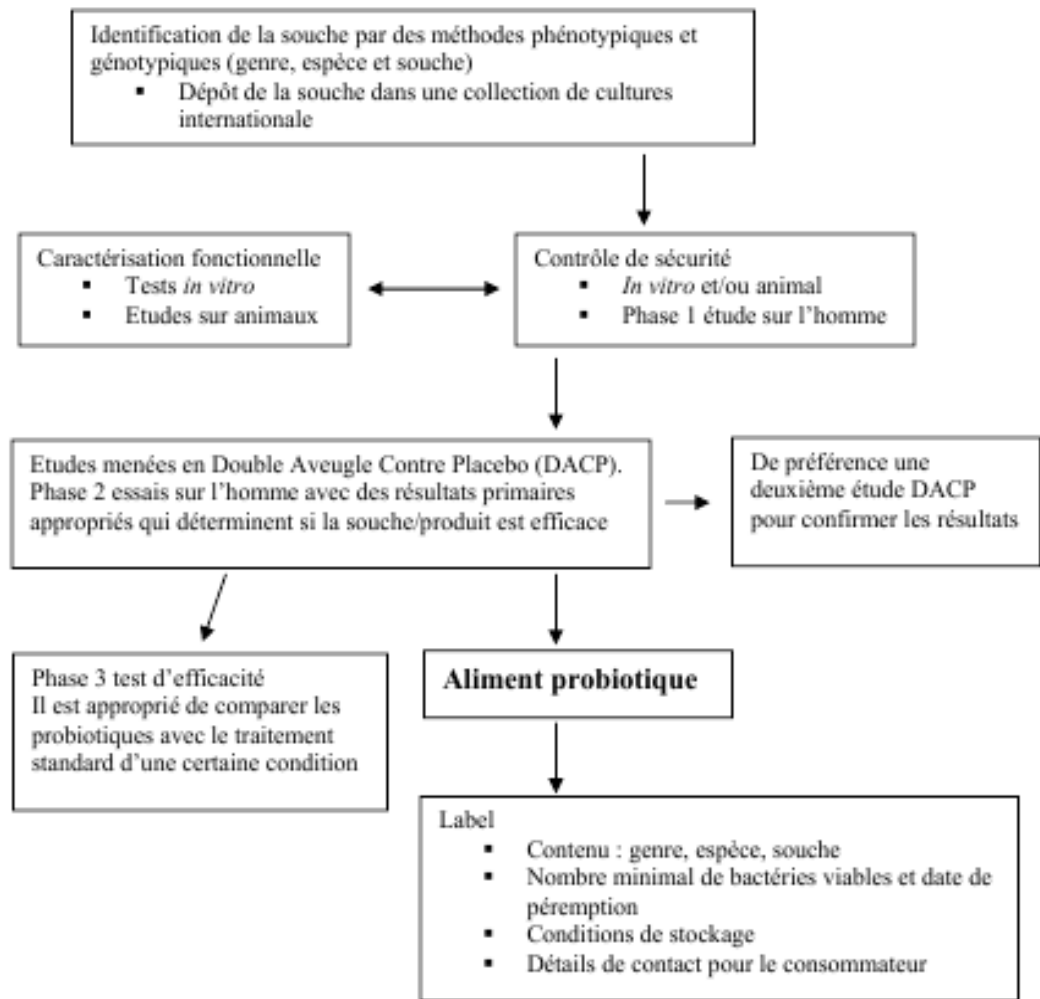 Identification de la souche par des méthodes phénotypiques et
génotypiques (genre, espèce et souche)
▪ Dépôt de la souche dans une collection de cultures
internationale
Caractérisation fonctionnelle
▪ Tests in vitro
▪ Etudes sur animaux
Contrôle de sécurité
▪ In vitro et/ou animal
▪ Phase 1 étude sur l'homme
Etudes menées en Double Aveugle Contre Placebo (DACP).
Phase 2 essais sur l'homme avec des résultats primaires
appropriés qui déterminent si la souche/produit est efficace
De préférence une
deuxième étude DACP
pour confirmer les résultats
Phase 3 test d'efficacité
Il est approprié de comparer les
probiotiques avec le traitement
standard d'une certaine condition
Aliment probiotique
Label
▪ Contenu : genre, espèce, souche
▪ Nombre minimal de bactéries viables et date de
péremption
▪ Conditions de stockage
▪ Détails de contact pour le consommateur